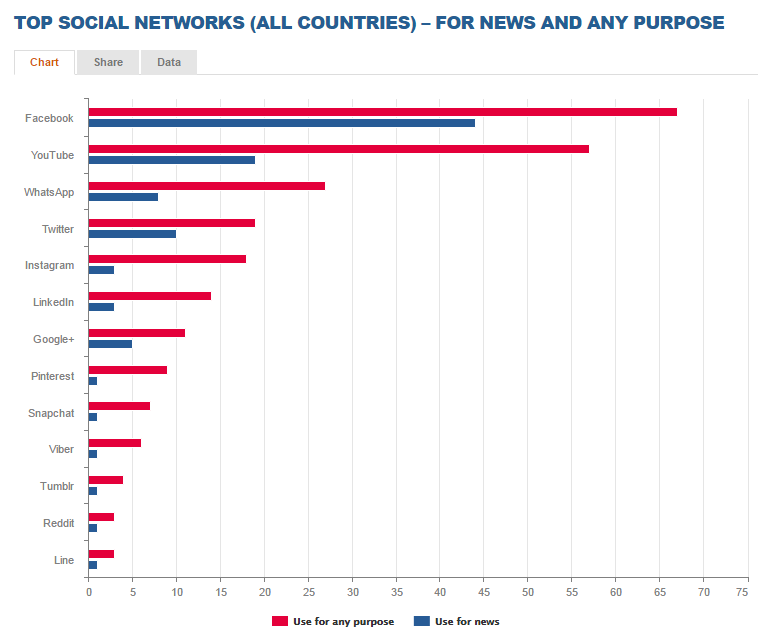 TOP SOCIAL NETWORKS (ALL COUNTRIES) – FOR NEWS AND ANY PURPOSE
Chart Share Data
Facebook
YouTube
WhatsApp
Twitter
Instagram
LinkedIn
Google+
Pinterest
Snapchat
Viber
Tumblr
Reddit
Line
0 5 10 15 20 25 30 35 40 45 50 55 60 65 70 75
Use for any purpose Use for news